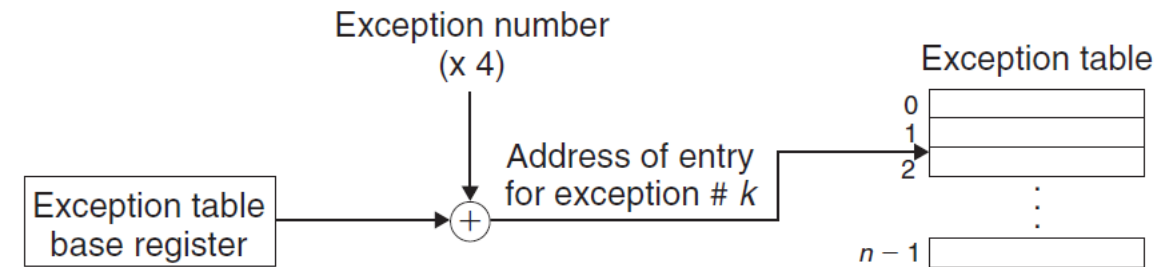 Exception number
(x 4)
Exception table
0
1
2
Address of entry
for exception # k
Exception table
base register
+
.
.
.
n − 1